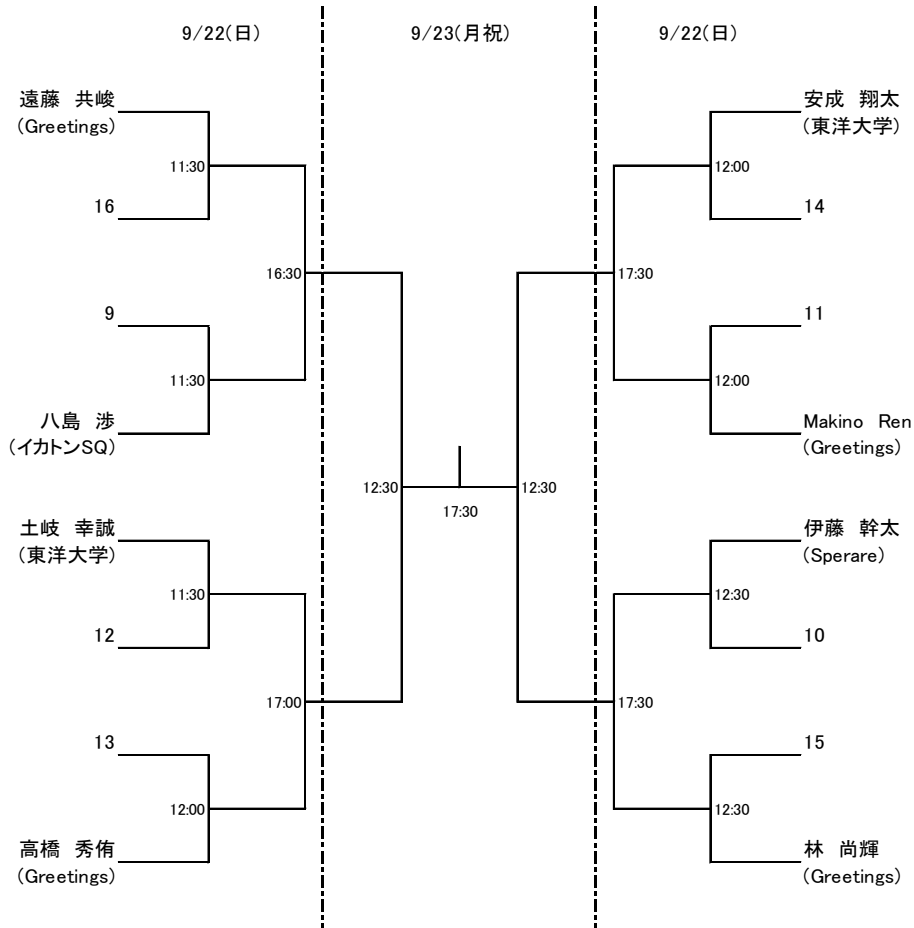 9/22(日)
9/23(月祝)
9/22(日)
遠藤 共峻
(Greetings)
11:30
16
16:30
9
11:30
八島 渉
(イカトンSQ)
土岐 幸誠
(東洋大学)
11:30
12
17:00
13
12:00
高橋 秀侑
(Greetings)
12:30
17:30
12:30
安成 翔太
(東洋大学)
12:00
14
17:30
11
12:00
Makino Ren
(Greetings)
伊藤 幹太
(Sperare)
12:30
10
17:30
15
12:30
林 尚輝
(Greetings)